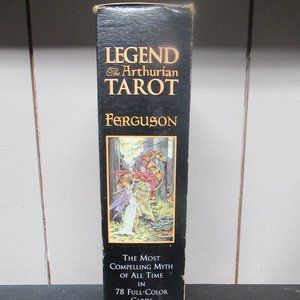 LEGEND
The Arthurian
TAROT
FERGUSON
THE MOST
COMPELLING MYTH
OF ALL TIME
IN
78 FULL-COLOR
CARDS